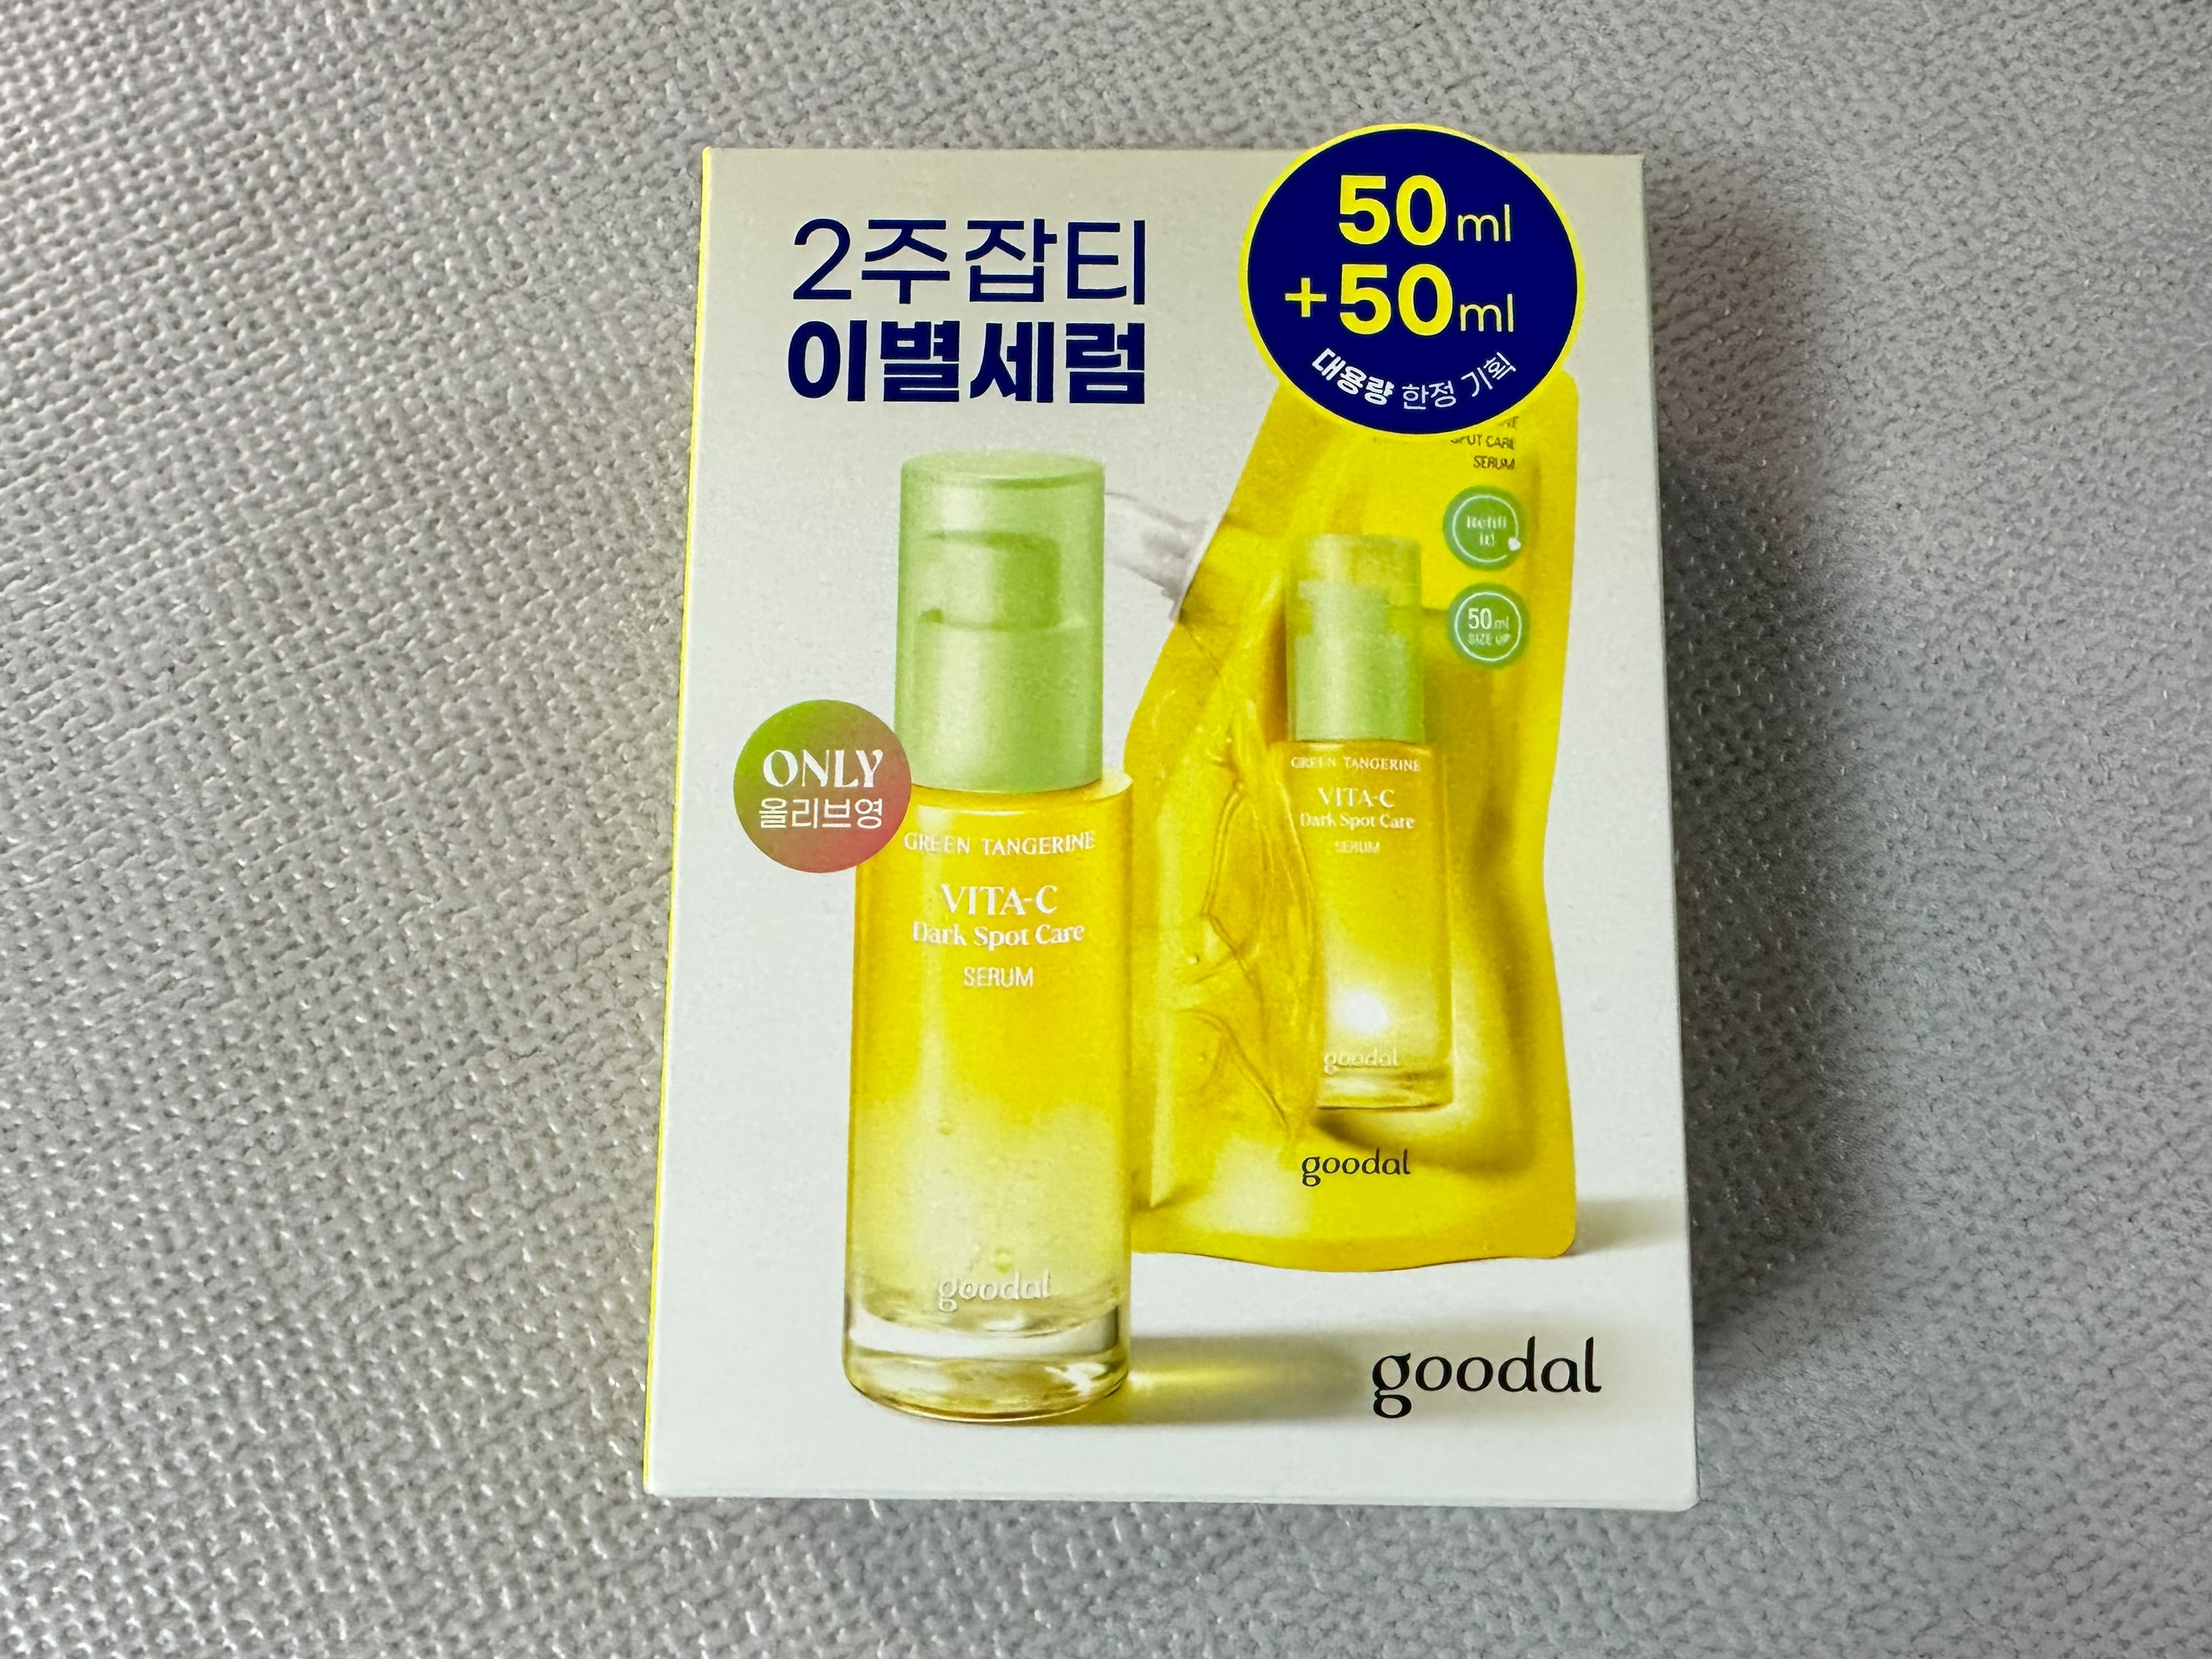 2주잡티
이별세럼
50ml
+50ml
대용량 한정 기획
SPOT CARE
SERUM
Refill
it!
50ml
SIZE UP
ONLY
올리브영
GREEN TANGERINE
VITA-C
Dark Spot Care
SERUM
goodal
GREEN TANGERINE
VITA-C
Dark Spot Care
SERUM
goodal
goodal
goodal